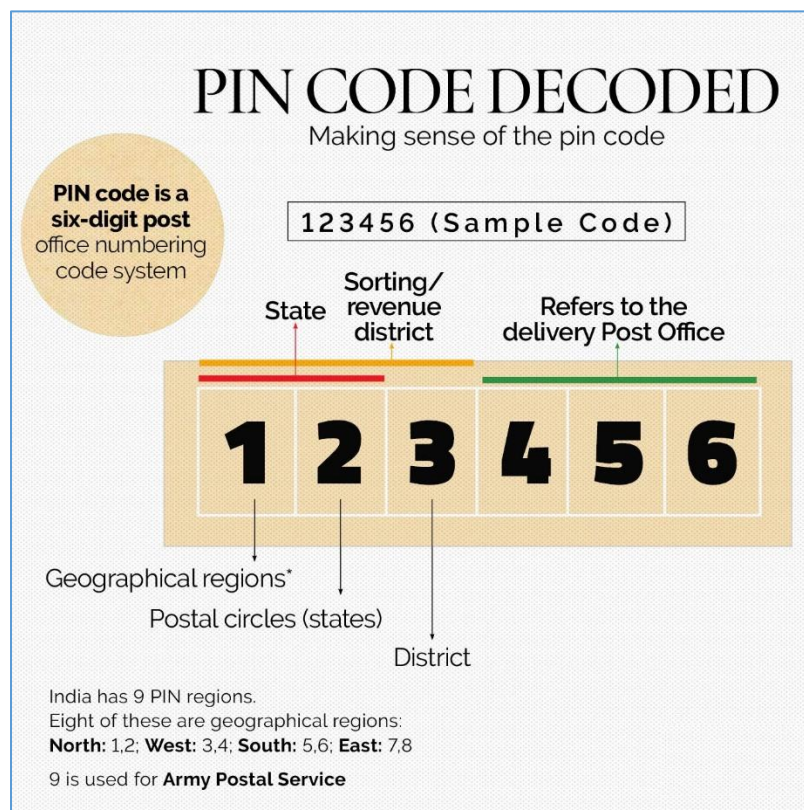 PIN CODE DECODED
Making sense of the pin code
PIN code is a
six-digit post
office numbering
code system
123456 (Sample Code)
State
Sorting/
revenue
district
Refers to the
delivery Post Office
1 2 3 4 5 6
Geographical regions*
Postal circles (states)
District
India has 9 PIN regions.
Eight of these are geographical regions:
North: 1,2; West: 3,4; South: 5,6; East: 7,8
9 is used for Army Postal Service